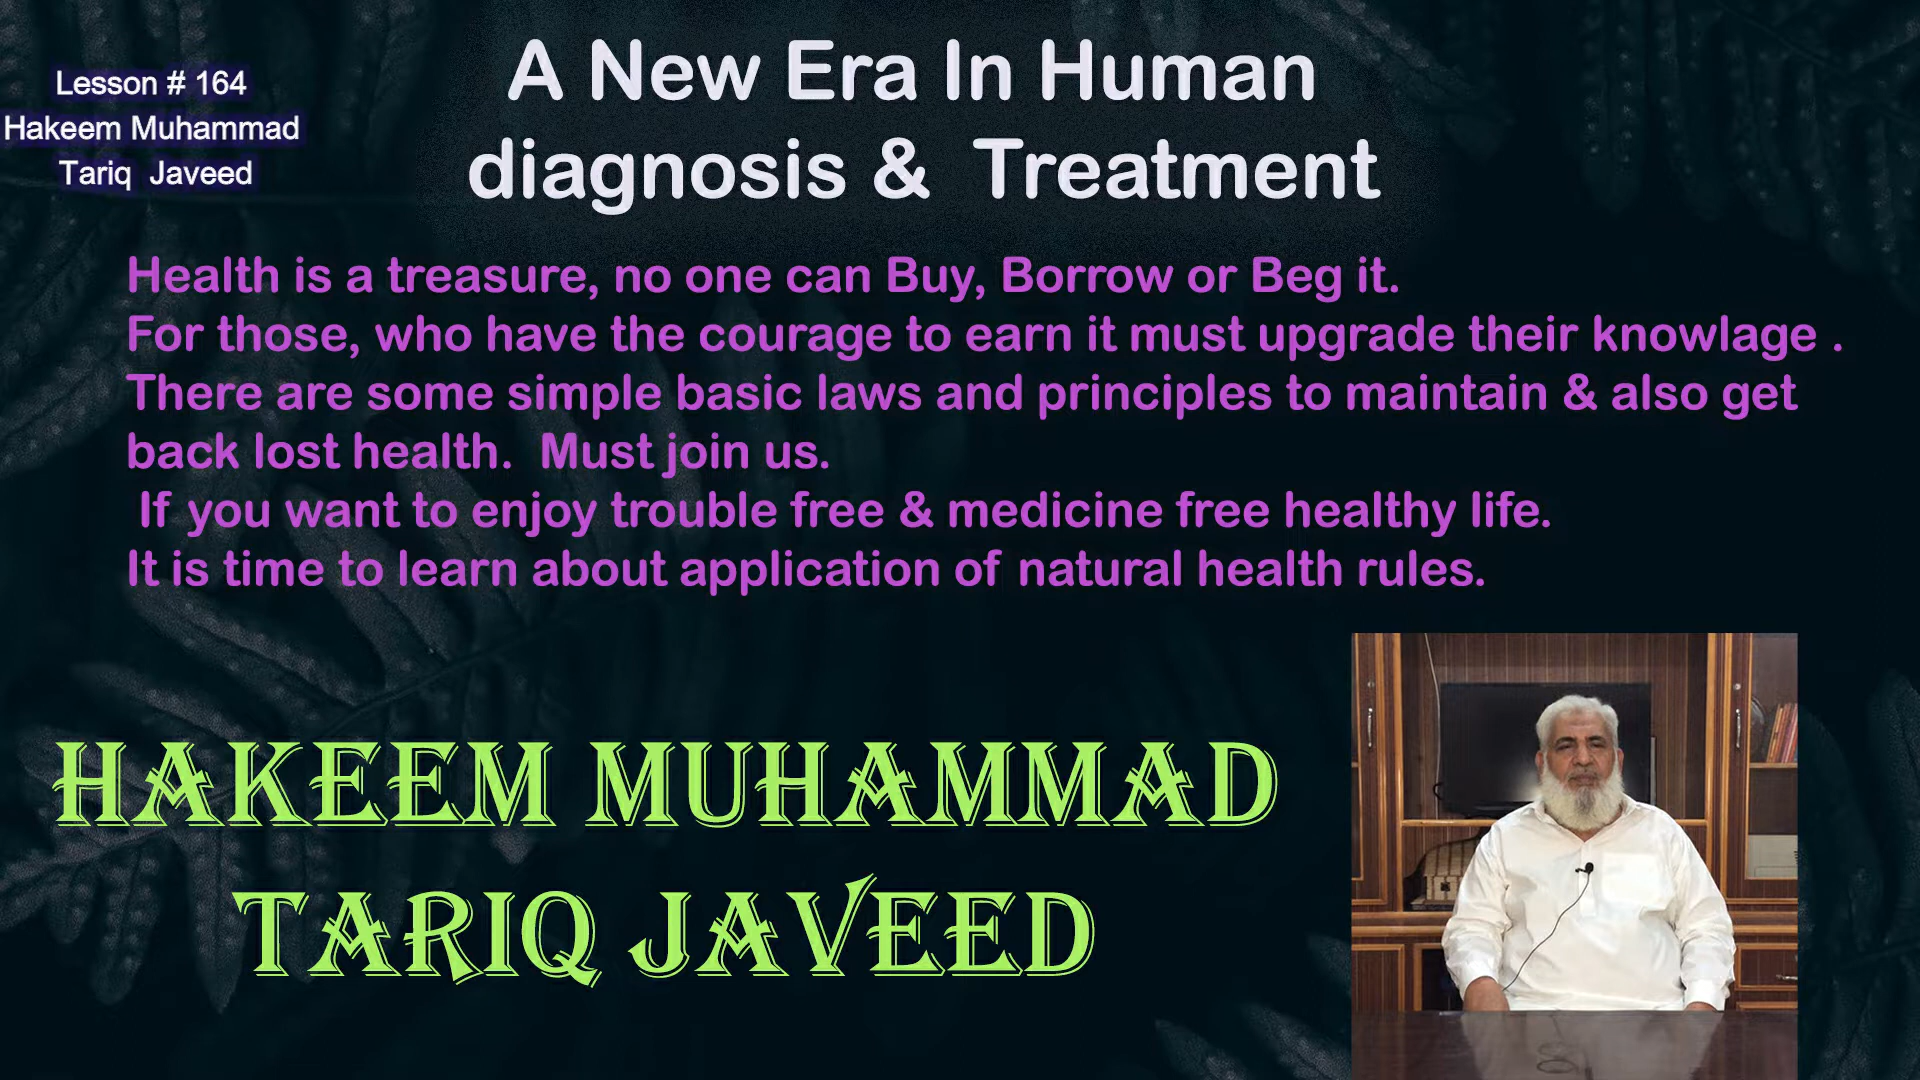 Lesson # 164
Hakeem Muhammad
Tariq Javeed
A New Era In Human
diagnosis & Treatment
Health is a treasure, no one can Buy, Borrow or Beg it.
For those, who have the courage to earn it must upgrade their knowlage .
There are some simple basic laws and principles to maintain & also get
back lost health. Must join us.
If you want to enjoy trouble free & medicine free healthy life.
It is time to learn about application of natural health rules.
HAKEEM MUHAMMAD
TARIQ JAVEED